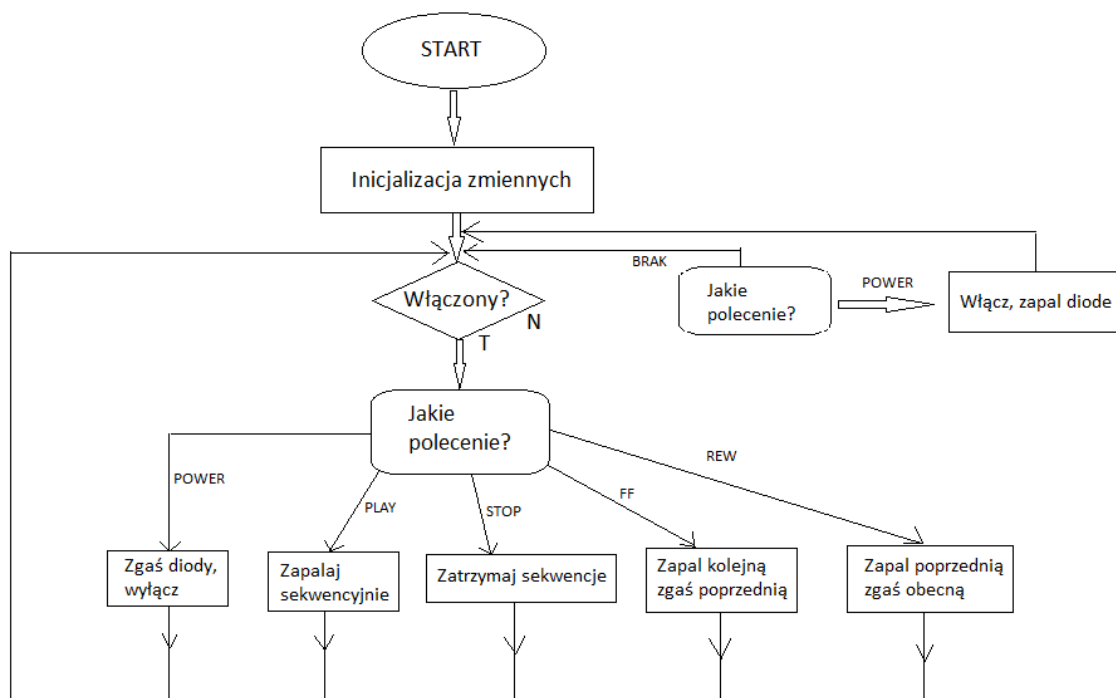 START
Inicjalizacja zmiennych
BRAK
Jakie
polecenie?
POWER
Włącz, zapal diode
Włączony?
N
T
Jakie
polecenie?
POWER
PLAY
STOP
FF
REW
Zgaś diody,
wyłącz
Zapalaj
sekwencyjnie
Zatrzymaj sekwencje
Zapal kolejną
zgaś poprzednią
Zapal poprzednią
zgaś obecną